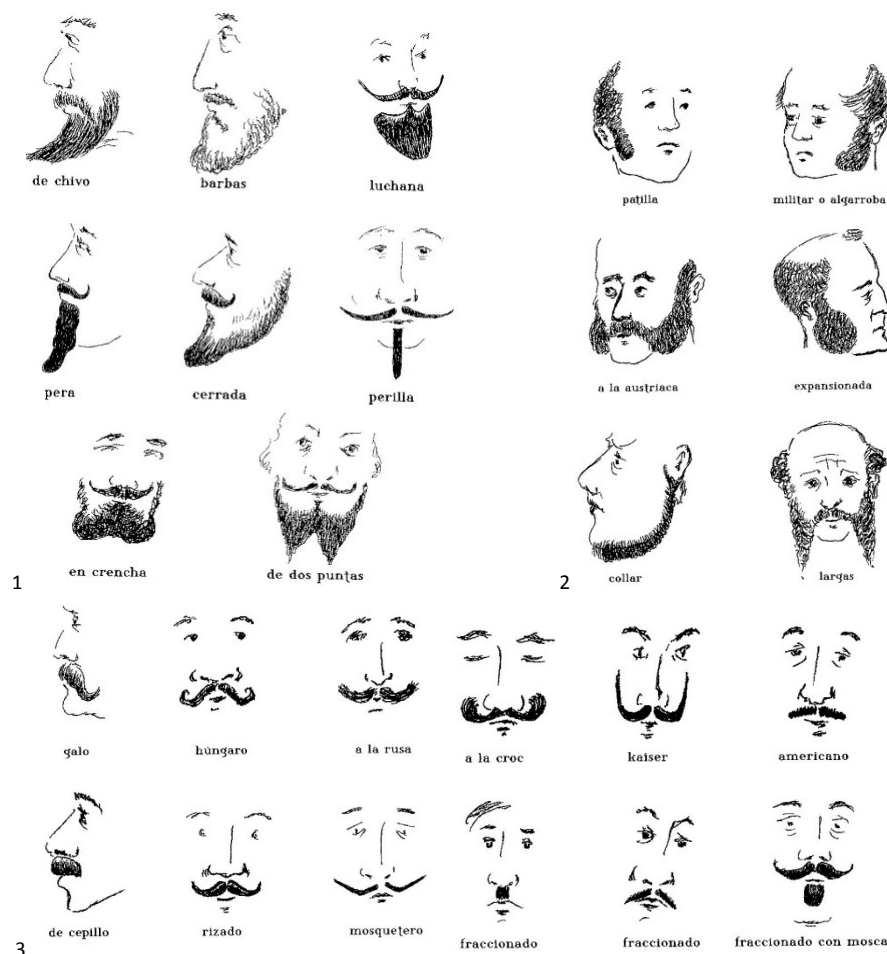 de chivo
barbas
luchana
pera
cerrada
perilla
en crencha
de dos puntas
1
patilla
militar o algarroba
a la austriaca
expansionada
collar
largas
2
galo
húngaro
a la rusa
a la croc
kaiser
americano
de cepillo
rizado
mosquetero
fraccionado
fraccionado
fraccionado con mosca
3